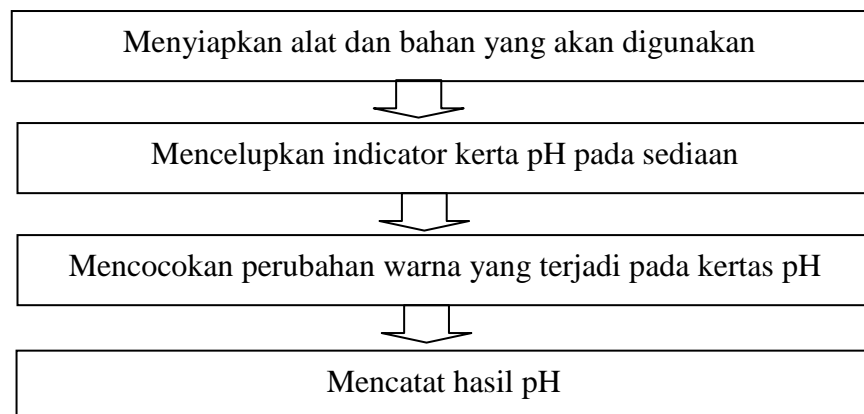 Menyiapkan alat dan bahan yang akan digunakan
Mencelupkan indicator kerta pH pada sediaan
Mencocokan perubahan warna yang terjadi pada kertas pH
Mencatat hasil pH